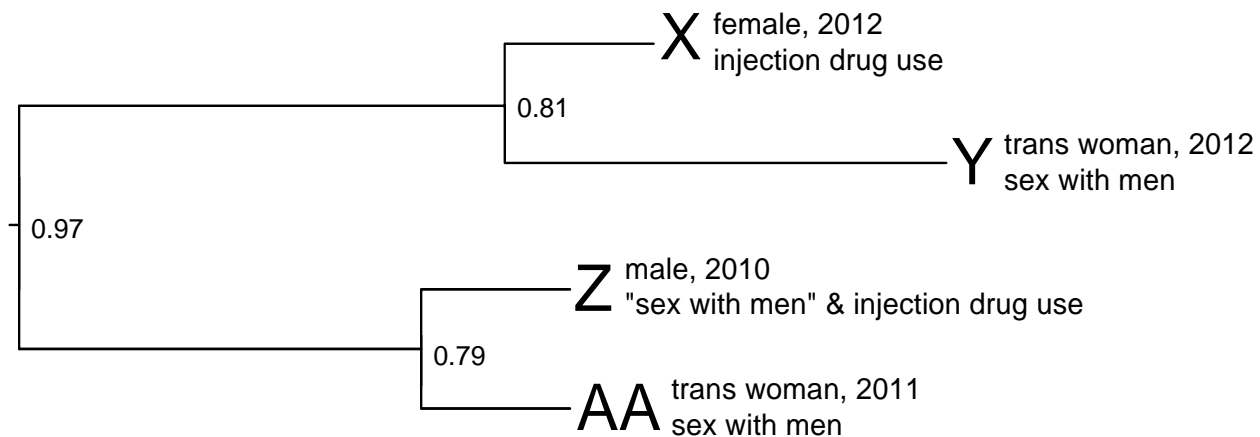 X female, 2012
injection drug use
0.81
Y trans woman, 2012
sex with men
0.97
Z male, 2010
"sex with men" & injection drug use
0.79
AA trans woman, 2011
sex with men